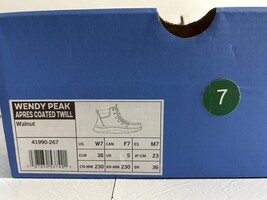 WENDY PEAK
APRES COATED TWILL
Walnut
7
41990-267
US W7 CAN F7 ES M7
EUR 38 UK 5 JP-CM 23
CN-MM 230 KR-MM 230 BR 36